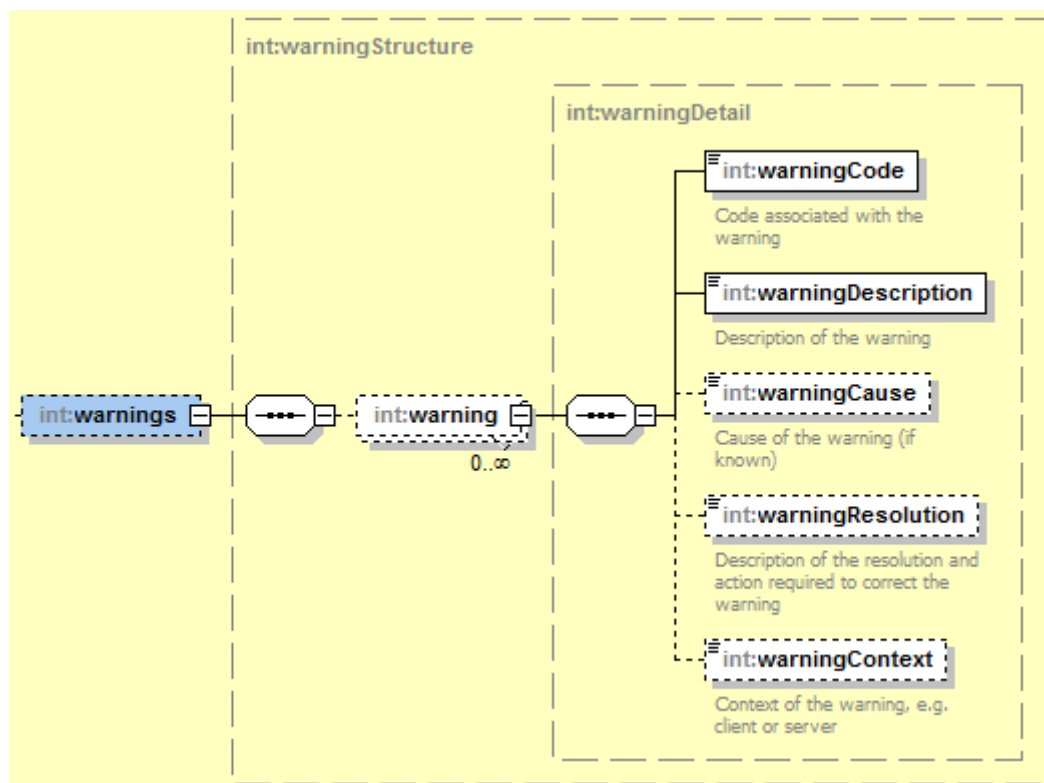 int:warningStructure
int:warningDetail
int:warningCode
Code associated with the
warning
int:warningDescription
Description of the warning
int:warnings
int:warning
0..∞
int:warningCause
Cause of the warning (if
known)
int:warningResolution
Description of the resolution and
action required to correct the
warning
int:warningContext
Context of the warning, e.g.
client or server